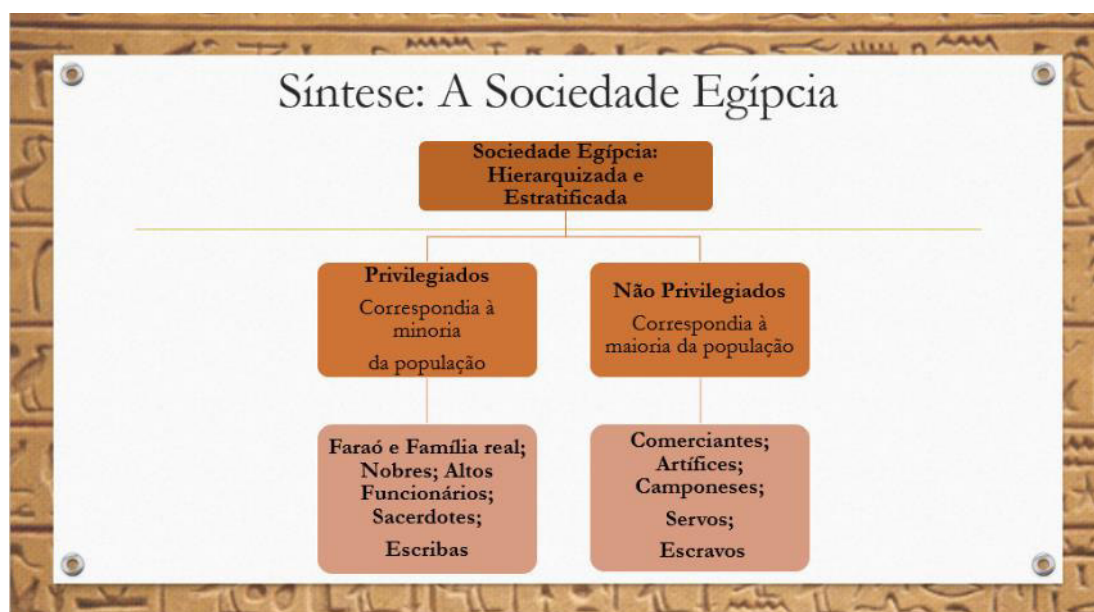 Síntese: A Sociedade Egípcia
Sociedade Egípcia:
Hierarquizada e
Estratificada
Privilegiados
Correspondia à
minoria
da população
Não Privilegiados
Correspondia à
maioria da população
Faraó e Família real;
Nobres; Altos
Funcionários;
Sacerdotes;
Escribas
Comerciantes;
Artífices;
Camponeses;
Servos;
Escravos